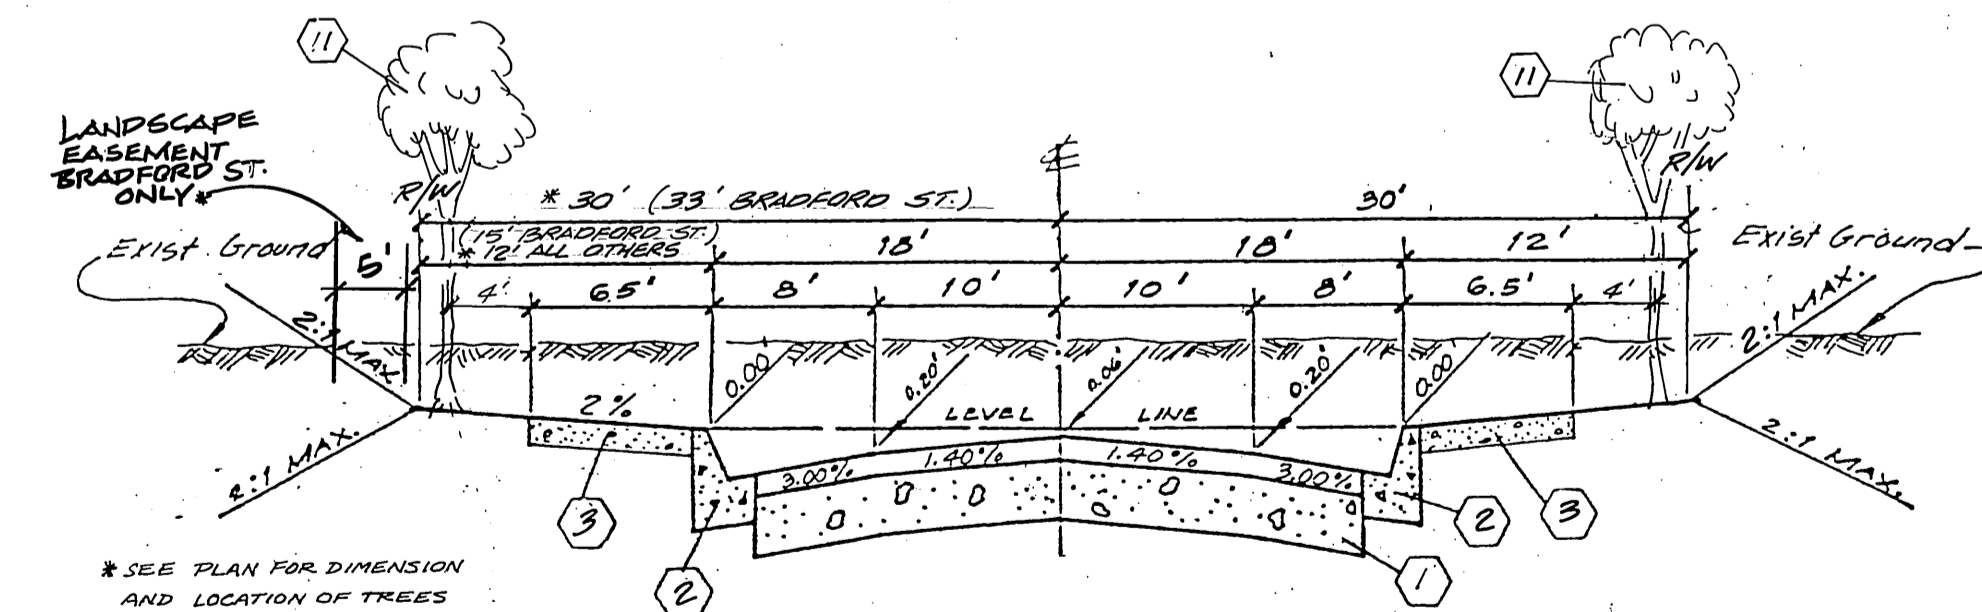 11
11
LANDSCAPE
EASEMENT
BRADFORD ST.
ONLY*
R/W
℄
R/W
* 30' (33' BRADFORD ST.)
30'
Exist. Ground
(15' BRADFORD ST.)
* 12' ALL OTHERS
18'
18'
12'
Exist Ground
5'
4'
6.5'
8'
10'
10'
8'
6.5'
4'
2:1 MAX
0.00'
0.20'
0.06'
0.20'
0.00'
2:1 MAX.
2%
LEVEL LINE
2:1 MAX.
3.00%
1.40%
1.40%
3.00%
2:1 MAX.
3
2
3
* SEE PLAN FOR DIMENSION
AND LOCATION OF TREES
2
1